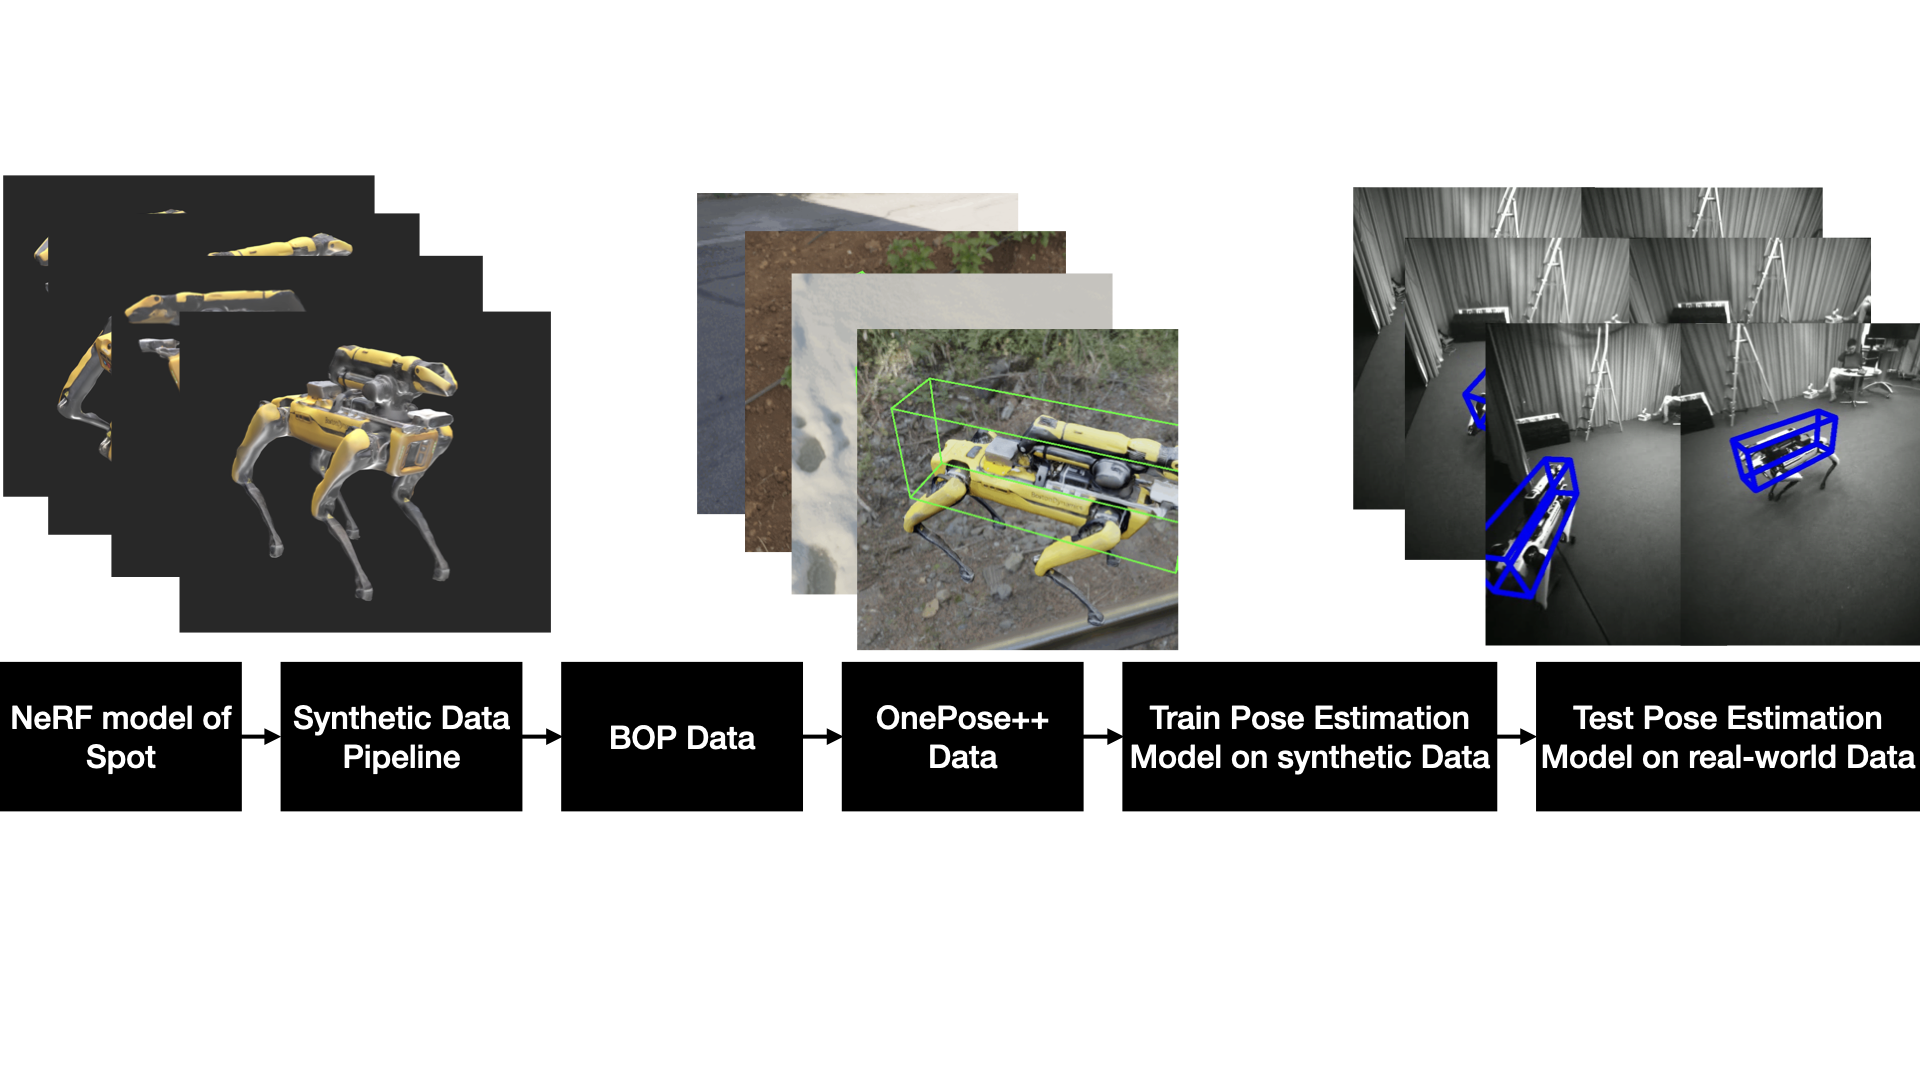 NeRF model of
Spot
Synthetic Data
Pipeline
BOP Data
OnePose++
Data
Train Pose Estimation
Model on synthetic Data
Test Pose Estimation
Model on real-world Data